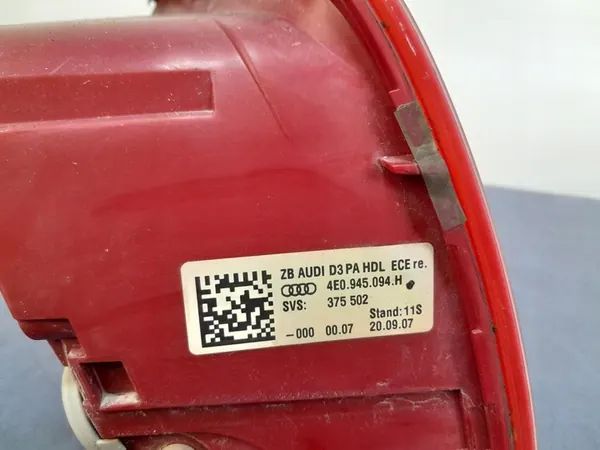 ZB AUDI D3 PA HDL ECE re.
4E0.945.094.H
SVS: 375 502
Stand:11S
-000 00.07 20.09.07